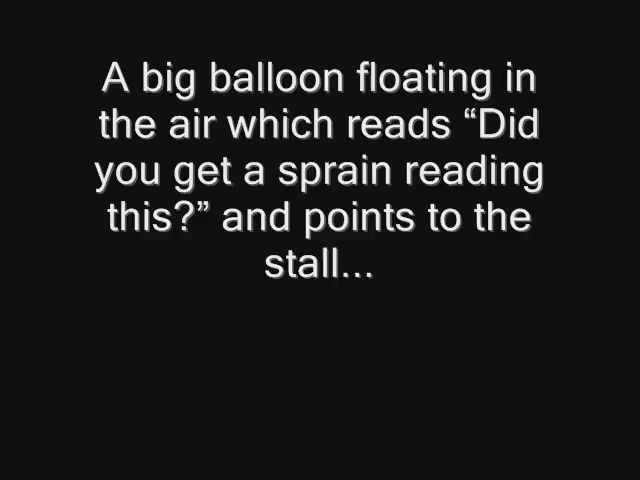 A big balloon floating in
the air which reads “Did
you get a sprain reading
this?” and points to the
stall...